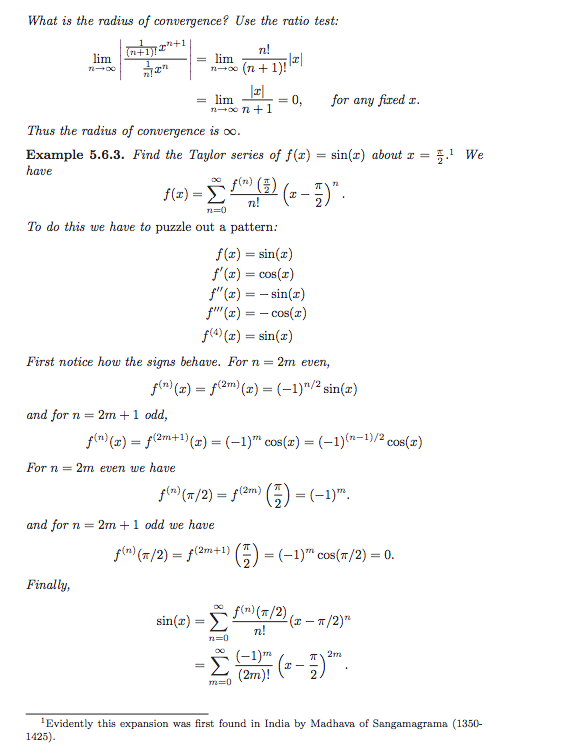 What is the radius of convergence? Use the ratio test:
$$\lim_{n\to\infty}\left|\frac{\frac{1}{(n+1)!}x^{n+1}}{\frac{1}{n!}x^n}\right| = \lim_{n\to\infty}\frac{n!}{(n+1)!}|x|$$
$$= \lim_{n\to\infty}\frac{|x|}{n+1} = 0, \qquad \text{for any fixed } x.$$
Thus the radius of convergence is ∞.
Example 5.6.3. Find the Taylor series of $f(x) = \sin(x)$ about $x = \frac{\pi}{2}$.¹ We
have
$$f(x) = \sum_{n=0}^{\infty}\frac{f^{(n)}\left(\frac{\pi}{2}\right)}{n!}\left(x - \frac{\pi}{2}\right)^n.$$
To do this we have to puzzle out a pattern:
$$f(x) = \sin(x)$$
$$f'(x) = \cos(x)$$
$$f''(x) = -\sin(x)$$
$$f'''(x) = -\cos(x)$$
$$f^{(4)}(x) = \sin(x)$$
First notice how the signs behave. For $n = 2m$ even,
$$f^{(n)}(x) = f^{(2m)}(x) = (-1)^{n/2}\sin(x)$$
and for $n = 2m + 1$ odd,
$$f^{(n)}(x) = f^{(2m+1)}(x) = (-1)^m\cos(x) = (-1)^{(n-1)/2}\cos(x)$$
For $n = 2m$ even we have
$$f^{(n)}(\pi/2) = f^{(2m)}\left(\frac{\pi}{2}\right) = (-1)^m.$$
and for $n = 2m + 1$ odd we have
$$f^{(n)}(\pi/2) = f^{(2m+1)}\left(\frac{\pi}{2}\right) = (-1)^m\cos(\pi/2) = 0.$$
Finally,
$$\sin(x) = \sum_{n=0}^{\infty}\frac{f^{(n)}(\pi/2)}{n!}(x - \pi/2)^n$$
$$= \sum_{m=0}^{\infty}\frac{(-1)^m}{(2m)!}\left(x - \frac{\pi}{2}\right)^{2m}.$$
¹Evidently this expansion was first found in India by Madhava of Sangamagrama (1350-
1425).